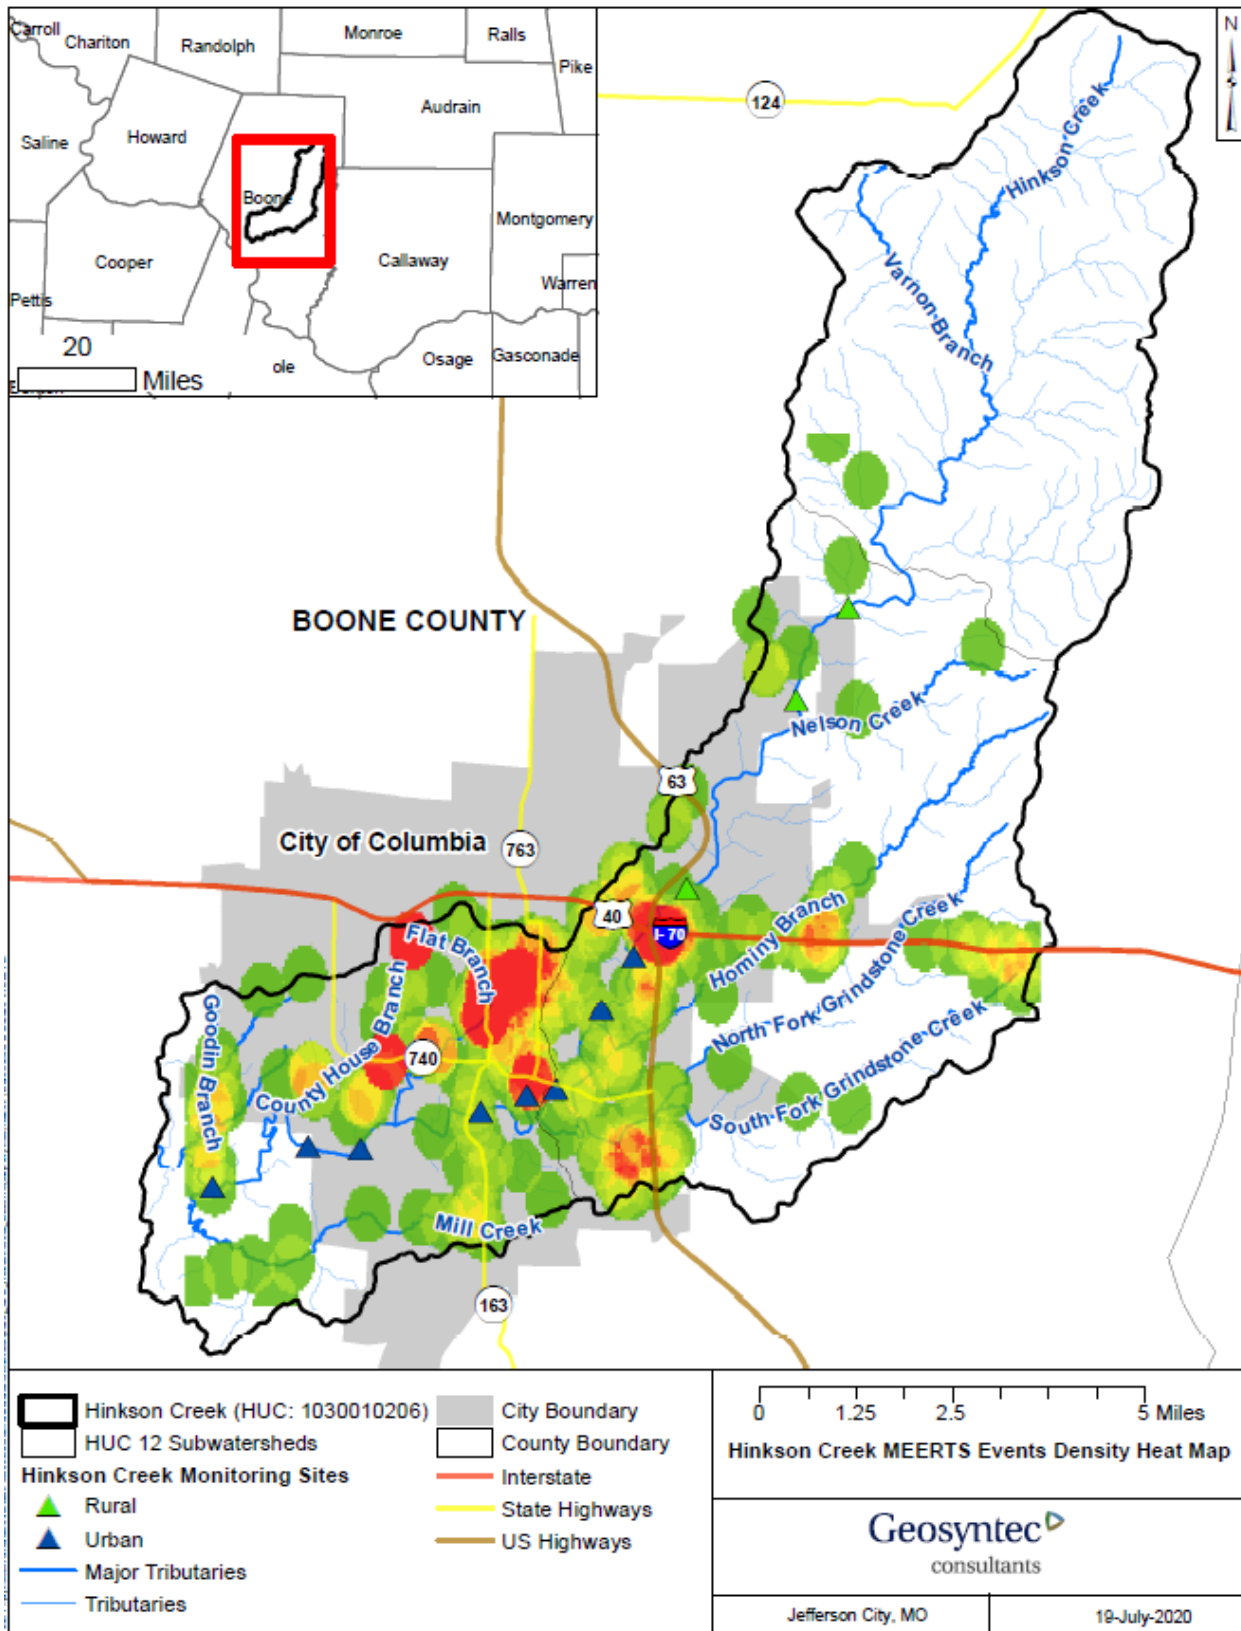 Carroll
Chariton
Randolph
Monroe
Ralls
Pike
Audrain
Howard
Saline
Boone
Montgomery
Cooper
Callaway
Warren
Pettis
20
Miles
ole
Osage
Gasconade
N
124
Hinkson Creek
Varnon Branch
BOONE COUNTY
Nelson Creek
63
City of Columbia
763
40
I-70
Flat Branch
Hominy Branch
North Fork Grindstone Creek
South Fork Grindstone Creek
Goodin Branch
County House Branch
740
Mill Creek
163
Hinkson Creek (HUC: 1030010206)
HUC 12 Subwatersheds
Hinkson Creek Monitoring Sites
Rural
Urban
Major Tributaries
Tributaries
City Boundary
County Boundary
Interstate
State Highways
US Highways
0 1.25 2.5 5 Miles
Hinkson Creek MEERTS Events Density Heat Map
Geosyntec
consultants
Jefferson City, MO
19-July-2020